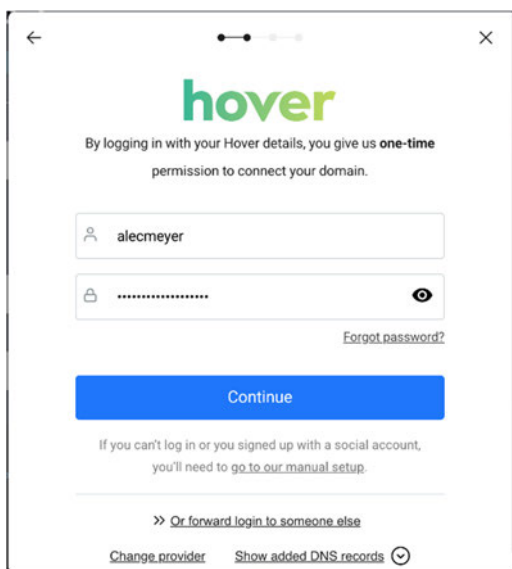 hover
By logging in with your Hover details, you give us one-time
permission to connect your domain.
alecmeyer
•••••••••••••••••••
Forgot password?
Continue
If you can't log in or you signed up with a social account,
you'll need to go to our manual setup.
Or forward login to someone else
Change provider Show added DNS records